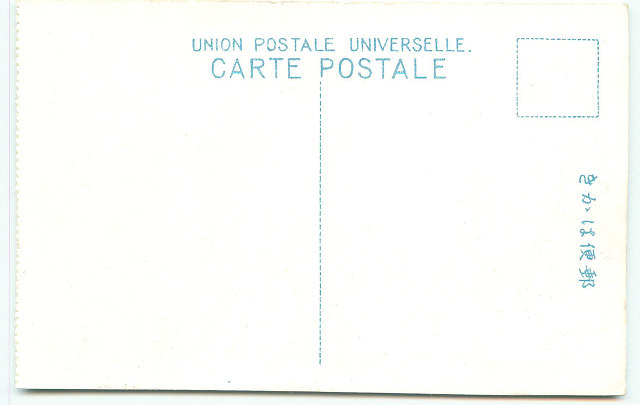 UNION POSTALE UNIVERSELLE.
CARTE POSTALE
きかは便郵